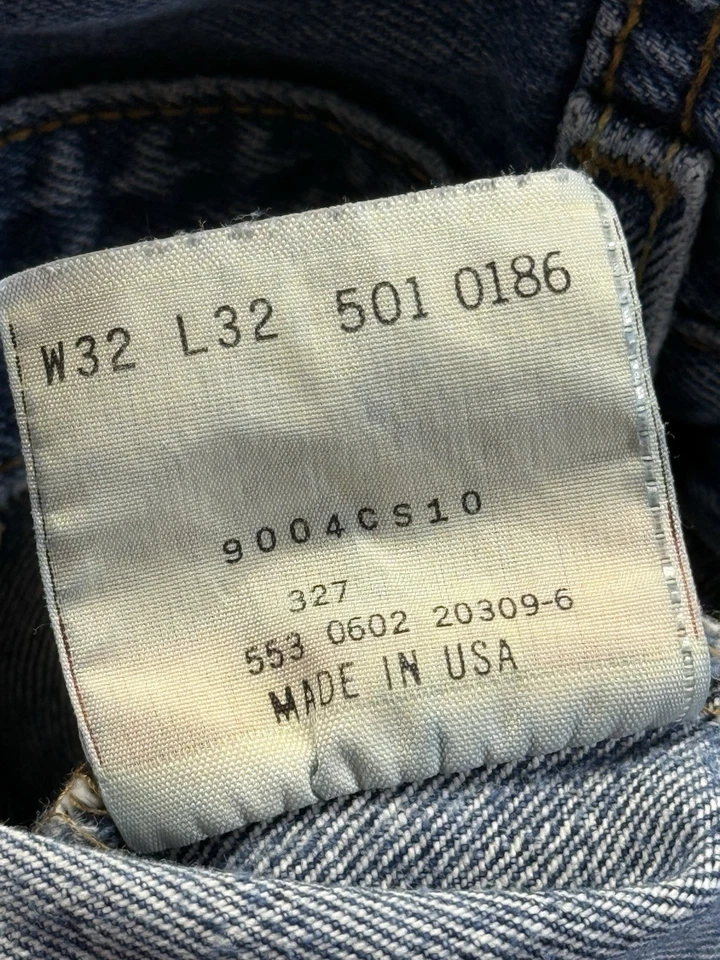 W32 L32 501 0186
9004CS10
327
553 0602 20309-6
MADE IN USA